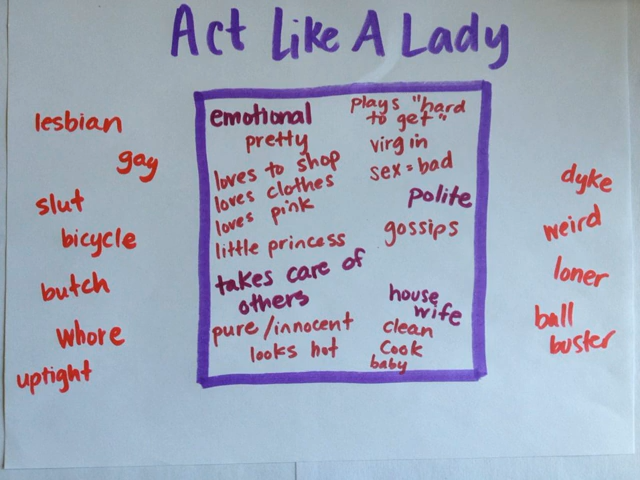 Act Like A Lady
lesbian
gay
slut
bicycle
butch
whore
uptight
emotional
pretty
loves to shop
loves clothes
loves pink
little princess
takes care of
others
pure/innocent
looks hot
plays "hard
to get"
virgin
sex = bad
polite
gossips
house
wife
clean
cook
baby
dyke
weird
loner
ball
buster